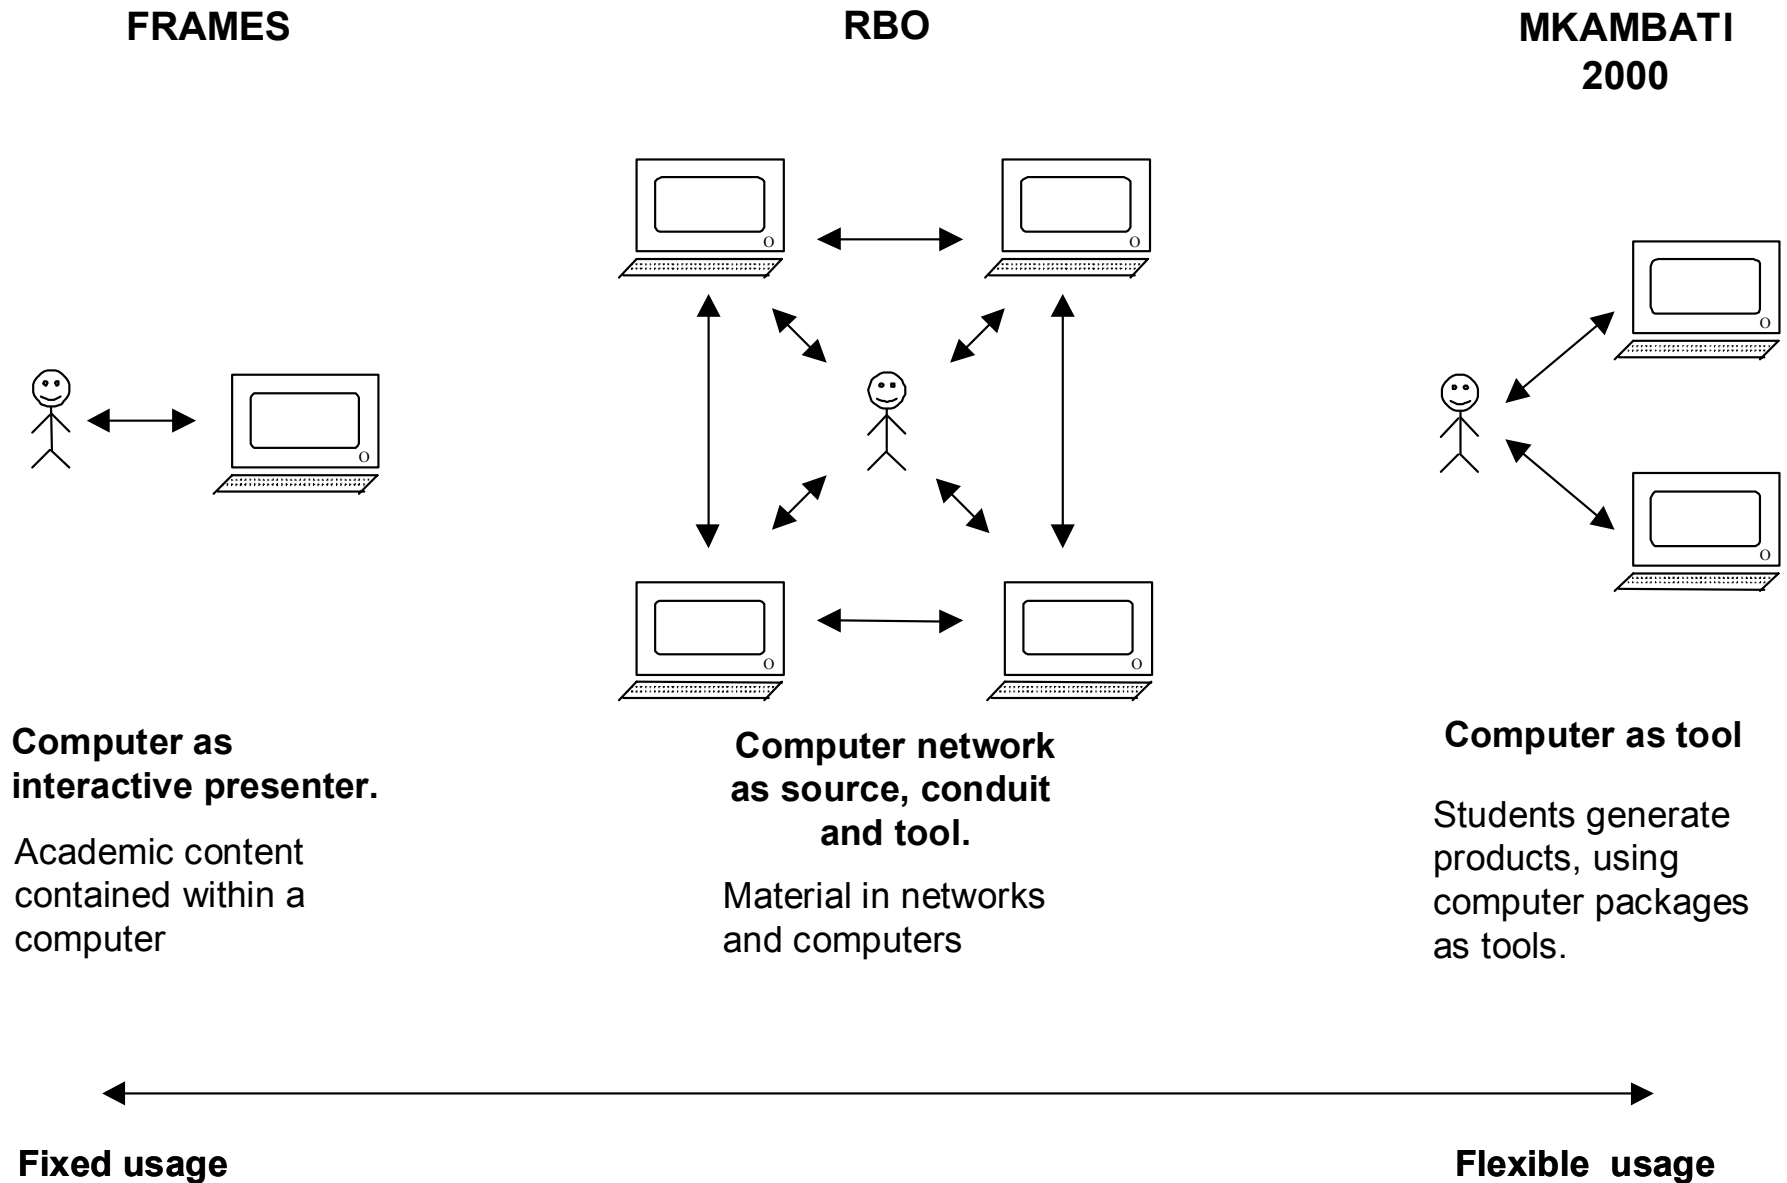 FRAMES
RBO
MKAMBATI
2000
Computer as
interactive presenter.
Academic content
contained within a
computer
Computer network
as source, conduit
and tool.
Material in networks
and computers
Computer as tool
Students generate
products, using
computer packages
as tools.
Fixed usage
Flexible usage